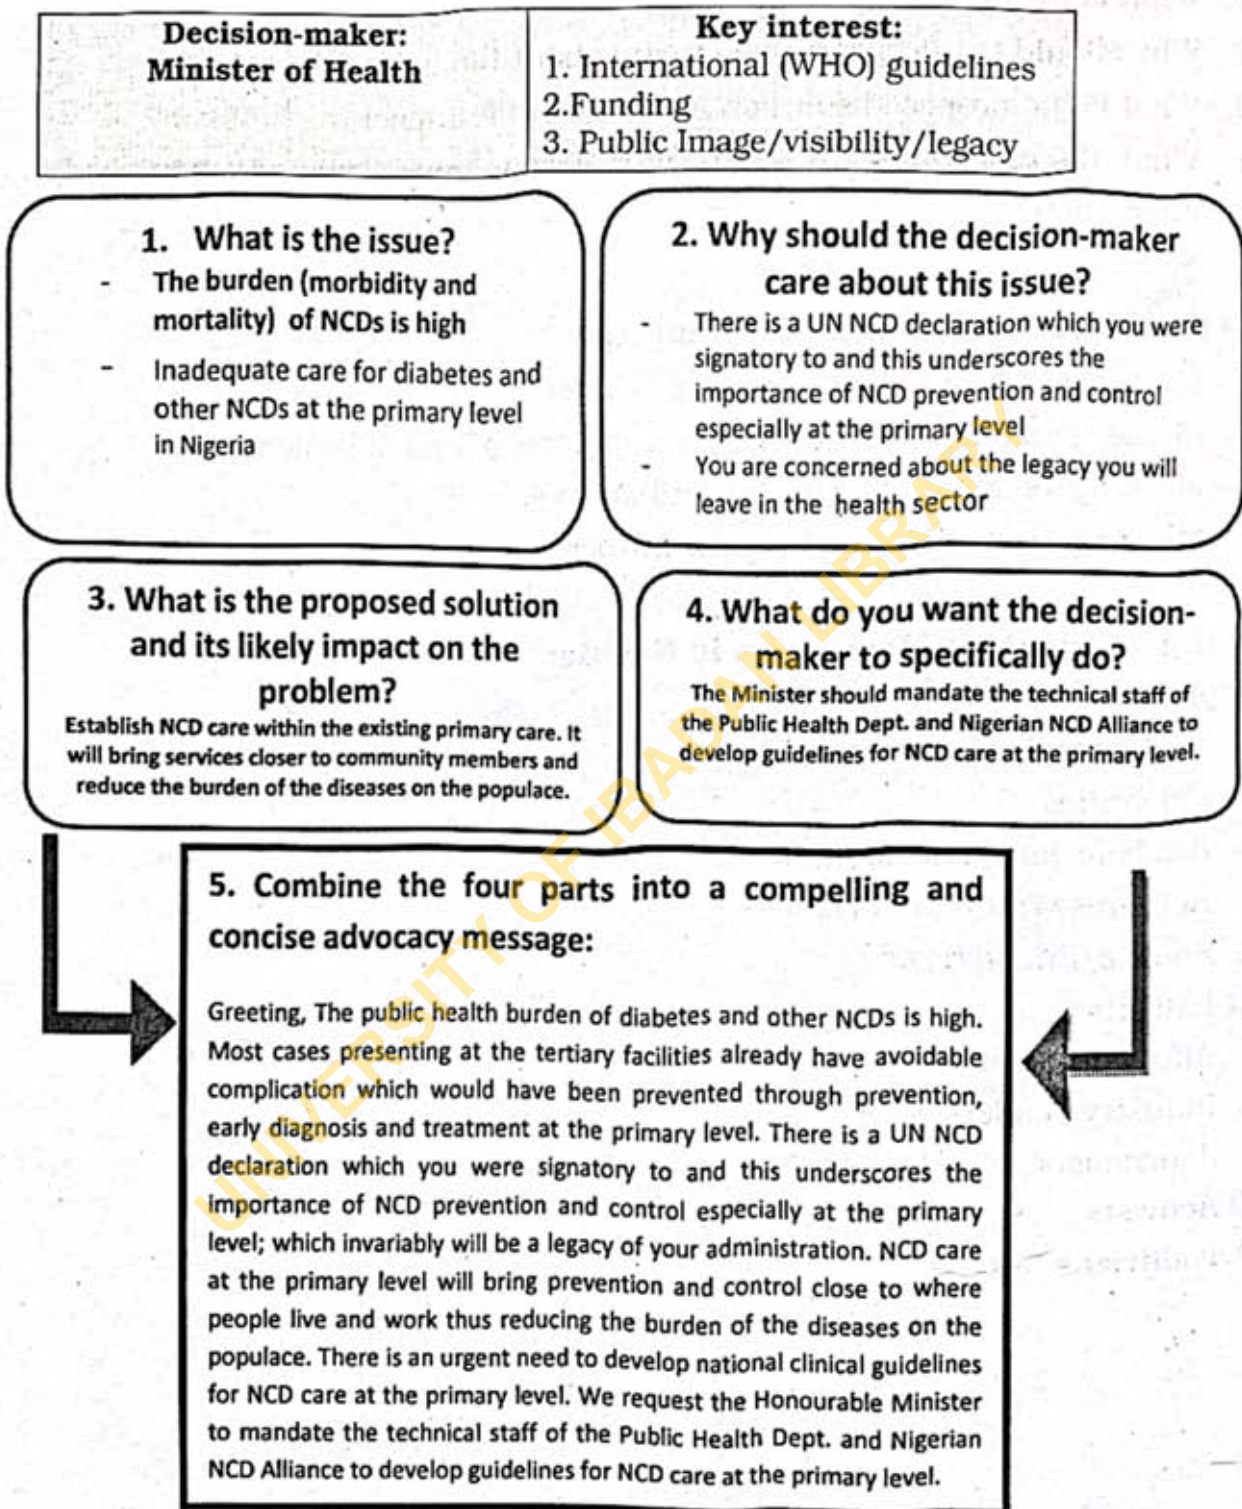 Decision-maker:
Minister of Health
Key interest:
1. International (WHO) guidelines
2.Funding
3. Public Image/visibility/legacy
1. What is the issue?
- The burden (morbidity and
mortality) of NCDs is high
- Inadequate care for diabetes and
other NCDs at the primary level
in Nigeria
2. Why should the decision-maker
care about this issue?
- There is a UN NCD declaration which you were
signatory to and this underscores the
importance of NCD prevention and control
especially at the primary level
- You are concerned about the legacy you will
leave in the health sector
3. What is the proposed solution
and its likely impact on the
problem?
Establish NCD care within the existing primary care. It
will bring services closer to community members and
reduce the burden of the diseases on the populace.
4. What do you want the decision-
maker to specifically do?
The Minister should mandate the technical staff of
the Public Health Dept. and Nigerian NCD Alliance to
develop guidelines for NCD care at the primary level.
5. Combine the four parts into a compelling and
concise advocacy message:
Greeting, The public health burden of diabetes and other NCDs is high.
Most cases presenting at the tertiary facilities already have avoidable
complication which would have been prevented through prevention,
early diagnosis and treatment at the primary level. There is a UN NCD
declaration which you were signatory to and this underscores the
importance of NCD prevention and control especially at the primary
level; which invariably will be a legacy of your administration. NCD care
at the primary level will bring prevention and control close to where
people live and work thus reducing the burden of the diseases on the
populace. There is an urgent need to develop national clinical guidelines
for NCD care at the primary level. We request the Honourable Minister
to mandate the technical staff of the Public Health Dept. and Nigerian
NCD Alliance to develop guidelines for NCD care at the primary level.
UNIVERSITY OF IBADAN LIBRARY